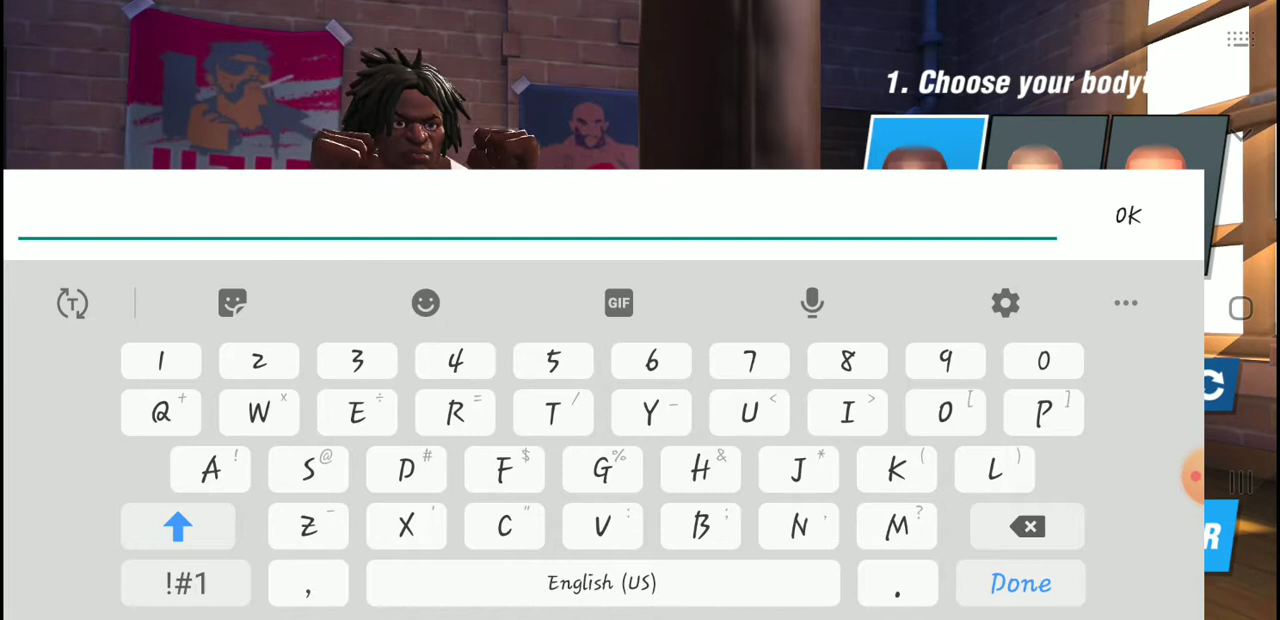 1. Choose your bodyt
OK
GIF
1 2 3 4 5 6 7 8 9 0
Q + W × E ÷ R = T / Y _ U < I > O [ P ]
A ! S @ D # F $ G % H & J * K ( L )
Z - X ' C " V : B ; N , M ?
R
!#1 , English (US) . Done